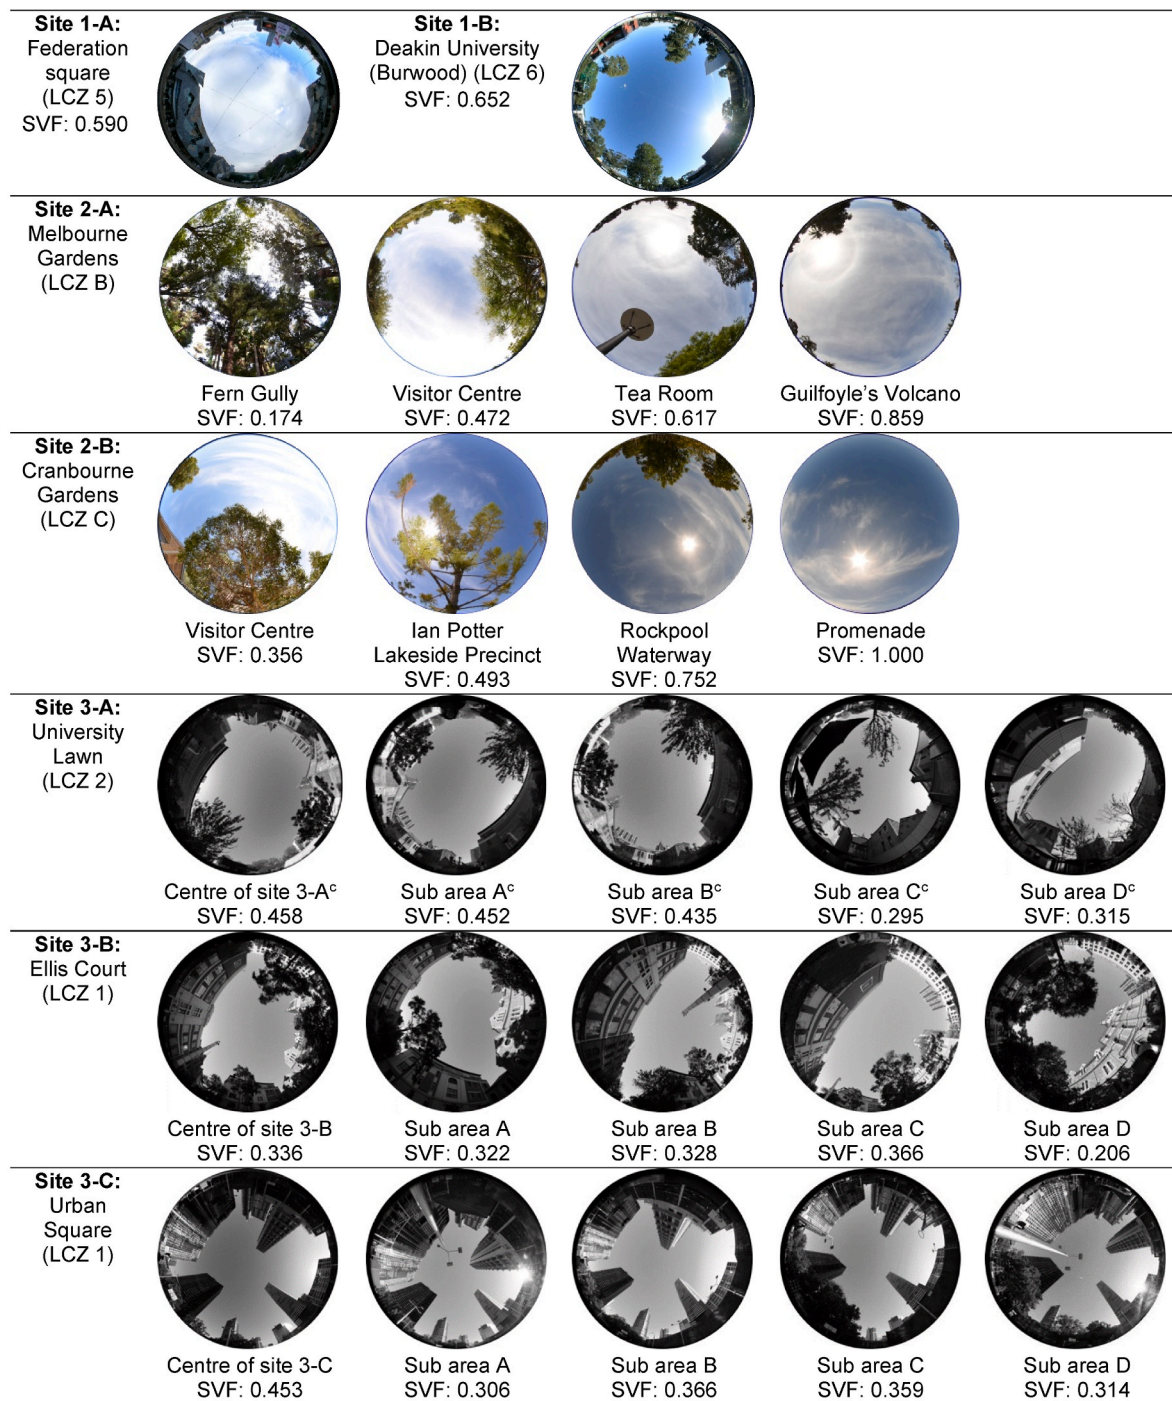 Site 1-A:
Federation
square
(LCZ 5)
SVF: 0.590
Site 1-B:
Deakin University
(Burwood) (LCZ 6)
SVF: 0.652
Site 2-A:
Melbourne
Gardens
(LCZ B)
Fern Gully
SVF: 0.174
Visitor Centre
SVF: 0.472
Tea Room
SVF: 0.617
Guilfoyle's Volcano
SVF: 0.859
Site 2-B:
Cranbourne
Gardens
(LCZ C)
Visitor Centre
SVF: 0.356
Ian Potter
Lakeside Precinct
SVF: 0.493
Rockpool
Waterway
SVF: 0.752
Promenade
SVF: 1.000
Site 3-A:
University
Lawn
(LCZ 2)
Centre of site 3-Aᶜ
SVF: 0.458
Sub area Aᶜ
SVF: 0.452
Sub area Bᶜ
SVF: 0.435
Sub area Cᶜ
SVF: 0.295
Sub area Dᶜ
SVF: 0.315
Site 3-B:
Ellis Court
(LCZ 1)
Centre of site 3-B
SVF: 0.336
Sub area A
SVF: 0.322
Sub area B
SVF: 0.328
Sub area C
SVF: 0.366
Sub area D
SVF: 0.206
Site 3-C:
Urban
Square
(LCZ 1)
Centre of site 3-C
SVF: 0.453
Sub area A
SVF: 0.306
Sub area B
SVF: 0.366
Sub area C
SVF: 0.359
Sub area D
SVF: 0.314